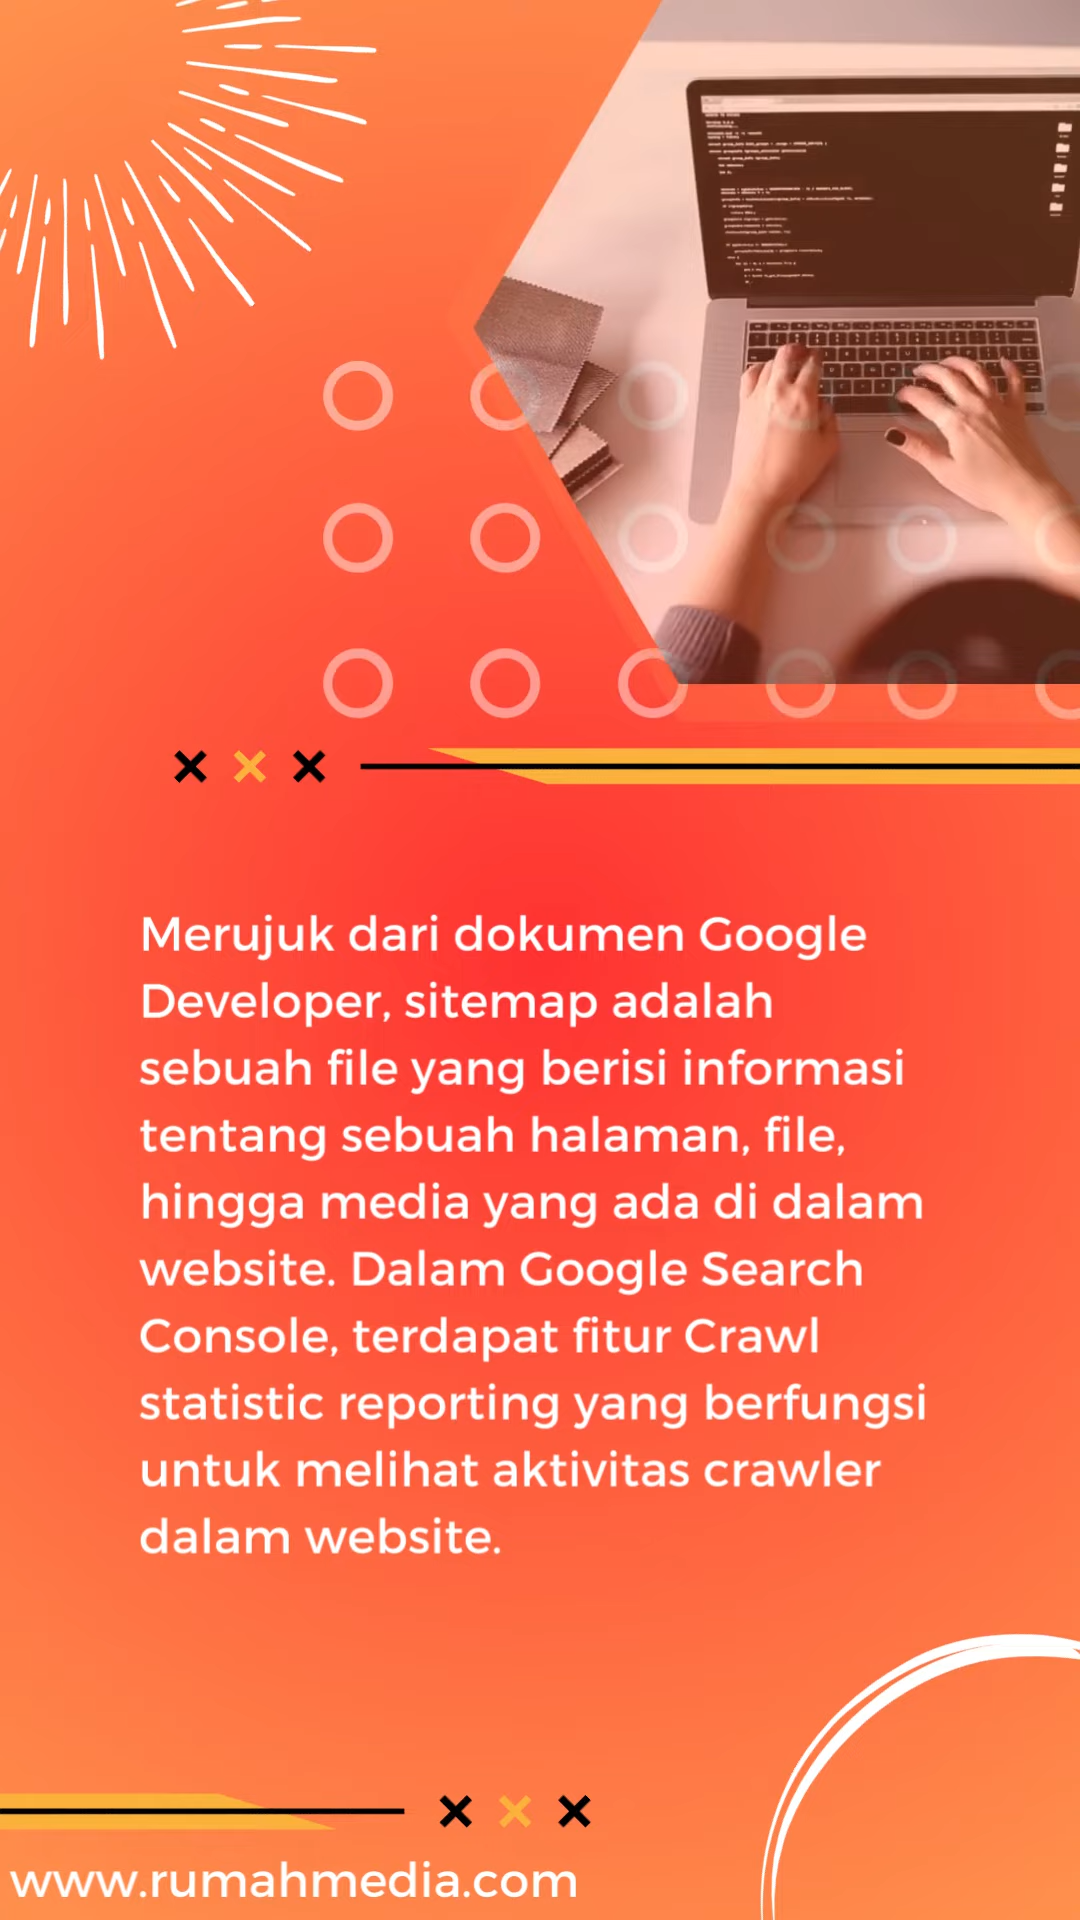 Merujuk dari dokumen Google
Developer, sitemap adalah
sebuah file yang berisi informasi
tentang sebuah halaman, file,
hingga media yang ada di dalam
website. Dalam Google Search
Console, terdapat fitur Crawl
statistic reporting yang berfungsi
untuk melihat aktivitas crawler
dalam website.
www.rumahmedia.com